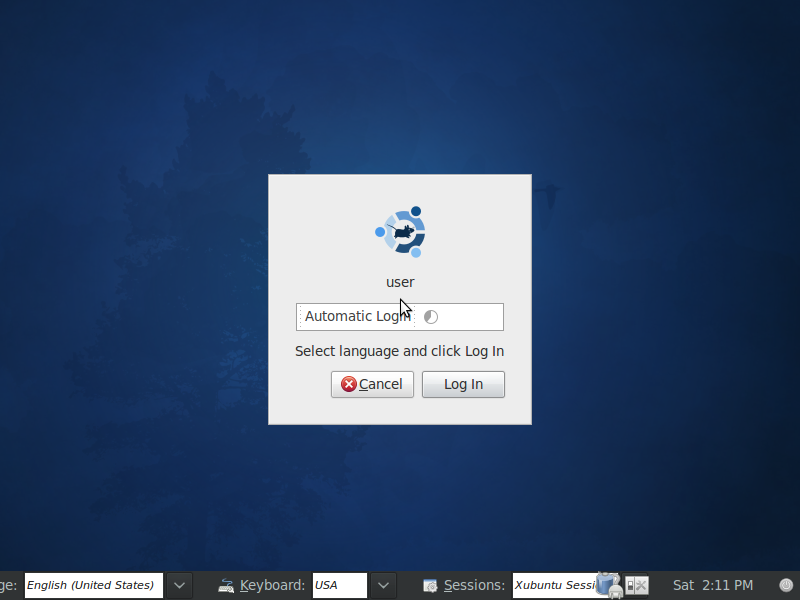 user
Automatic Login
Select language and click Log In
Cancel Log In
ge: English (United States) Keyboard: USA Sessions: Xubuntu Sessi Sat 2:11 PM